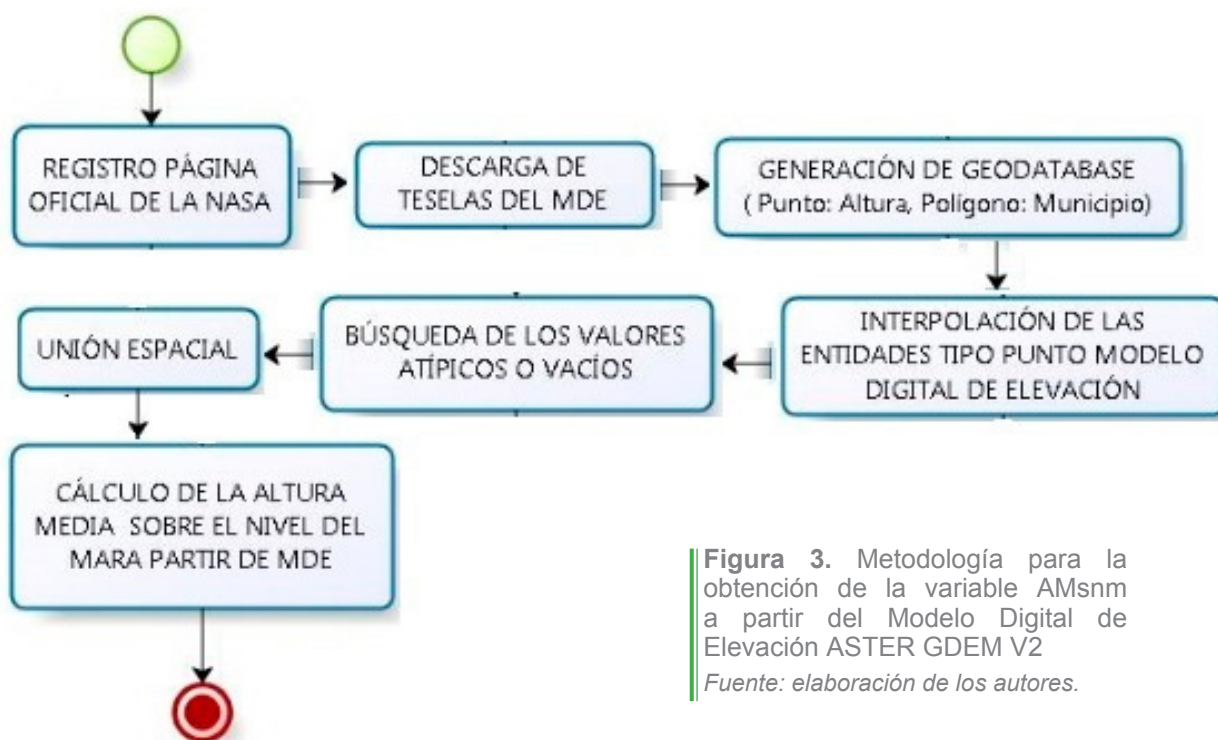 REGISTRO PÁGINA
OFICIAL DE LA NASA
DESCARGA DE
TESELAS DEL MDE
GENERACIÓN DE GEODATABASE
( Punto: Altura, Polígono: Municipio)
INTERPOLACIÓN DE LAS
ENTIDADES TIPO PUNTO MODELO
DIGITAL DE ELEVACIÓN
BÚSQUEDA DE LOS VALORES
ATÍPICOS O VACÍOS
UNIÓN ESPACIAL
CÁLCULO DE LA ALTURA
MEDIA SOBRE EL NIVEL DEL
MARA PARTIR DE MDE
Figura 3. Metodología para la
obtención de la variable AMsnm
a partir del Modelo Digital de
Elevación ASTER GDEM V2
Fuente: elaboración de los autores.